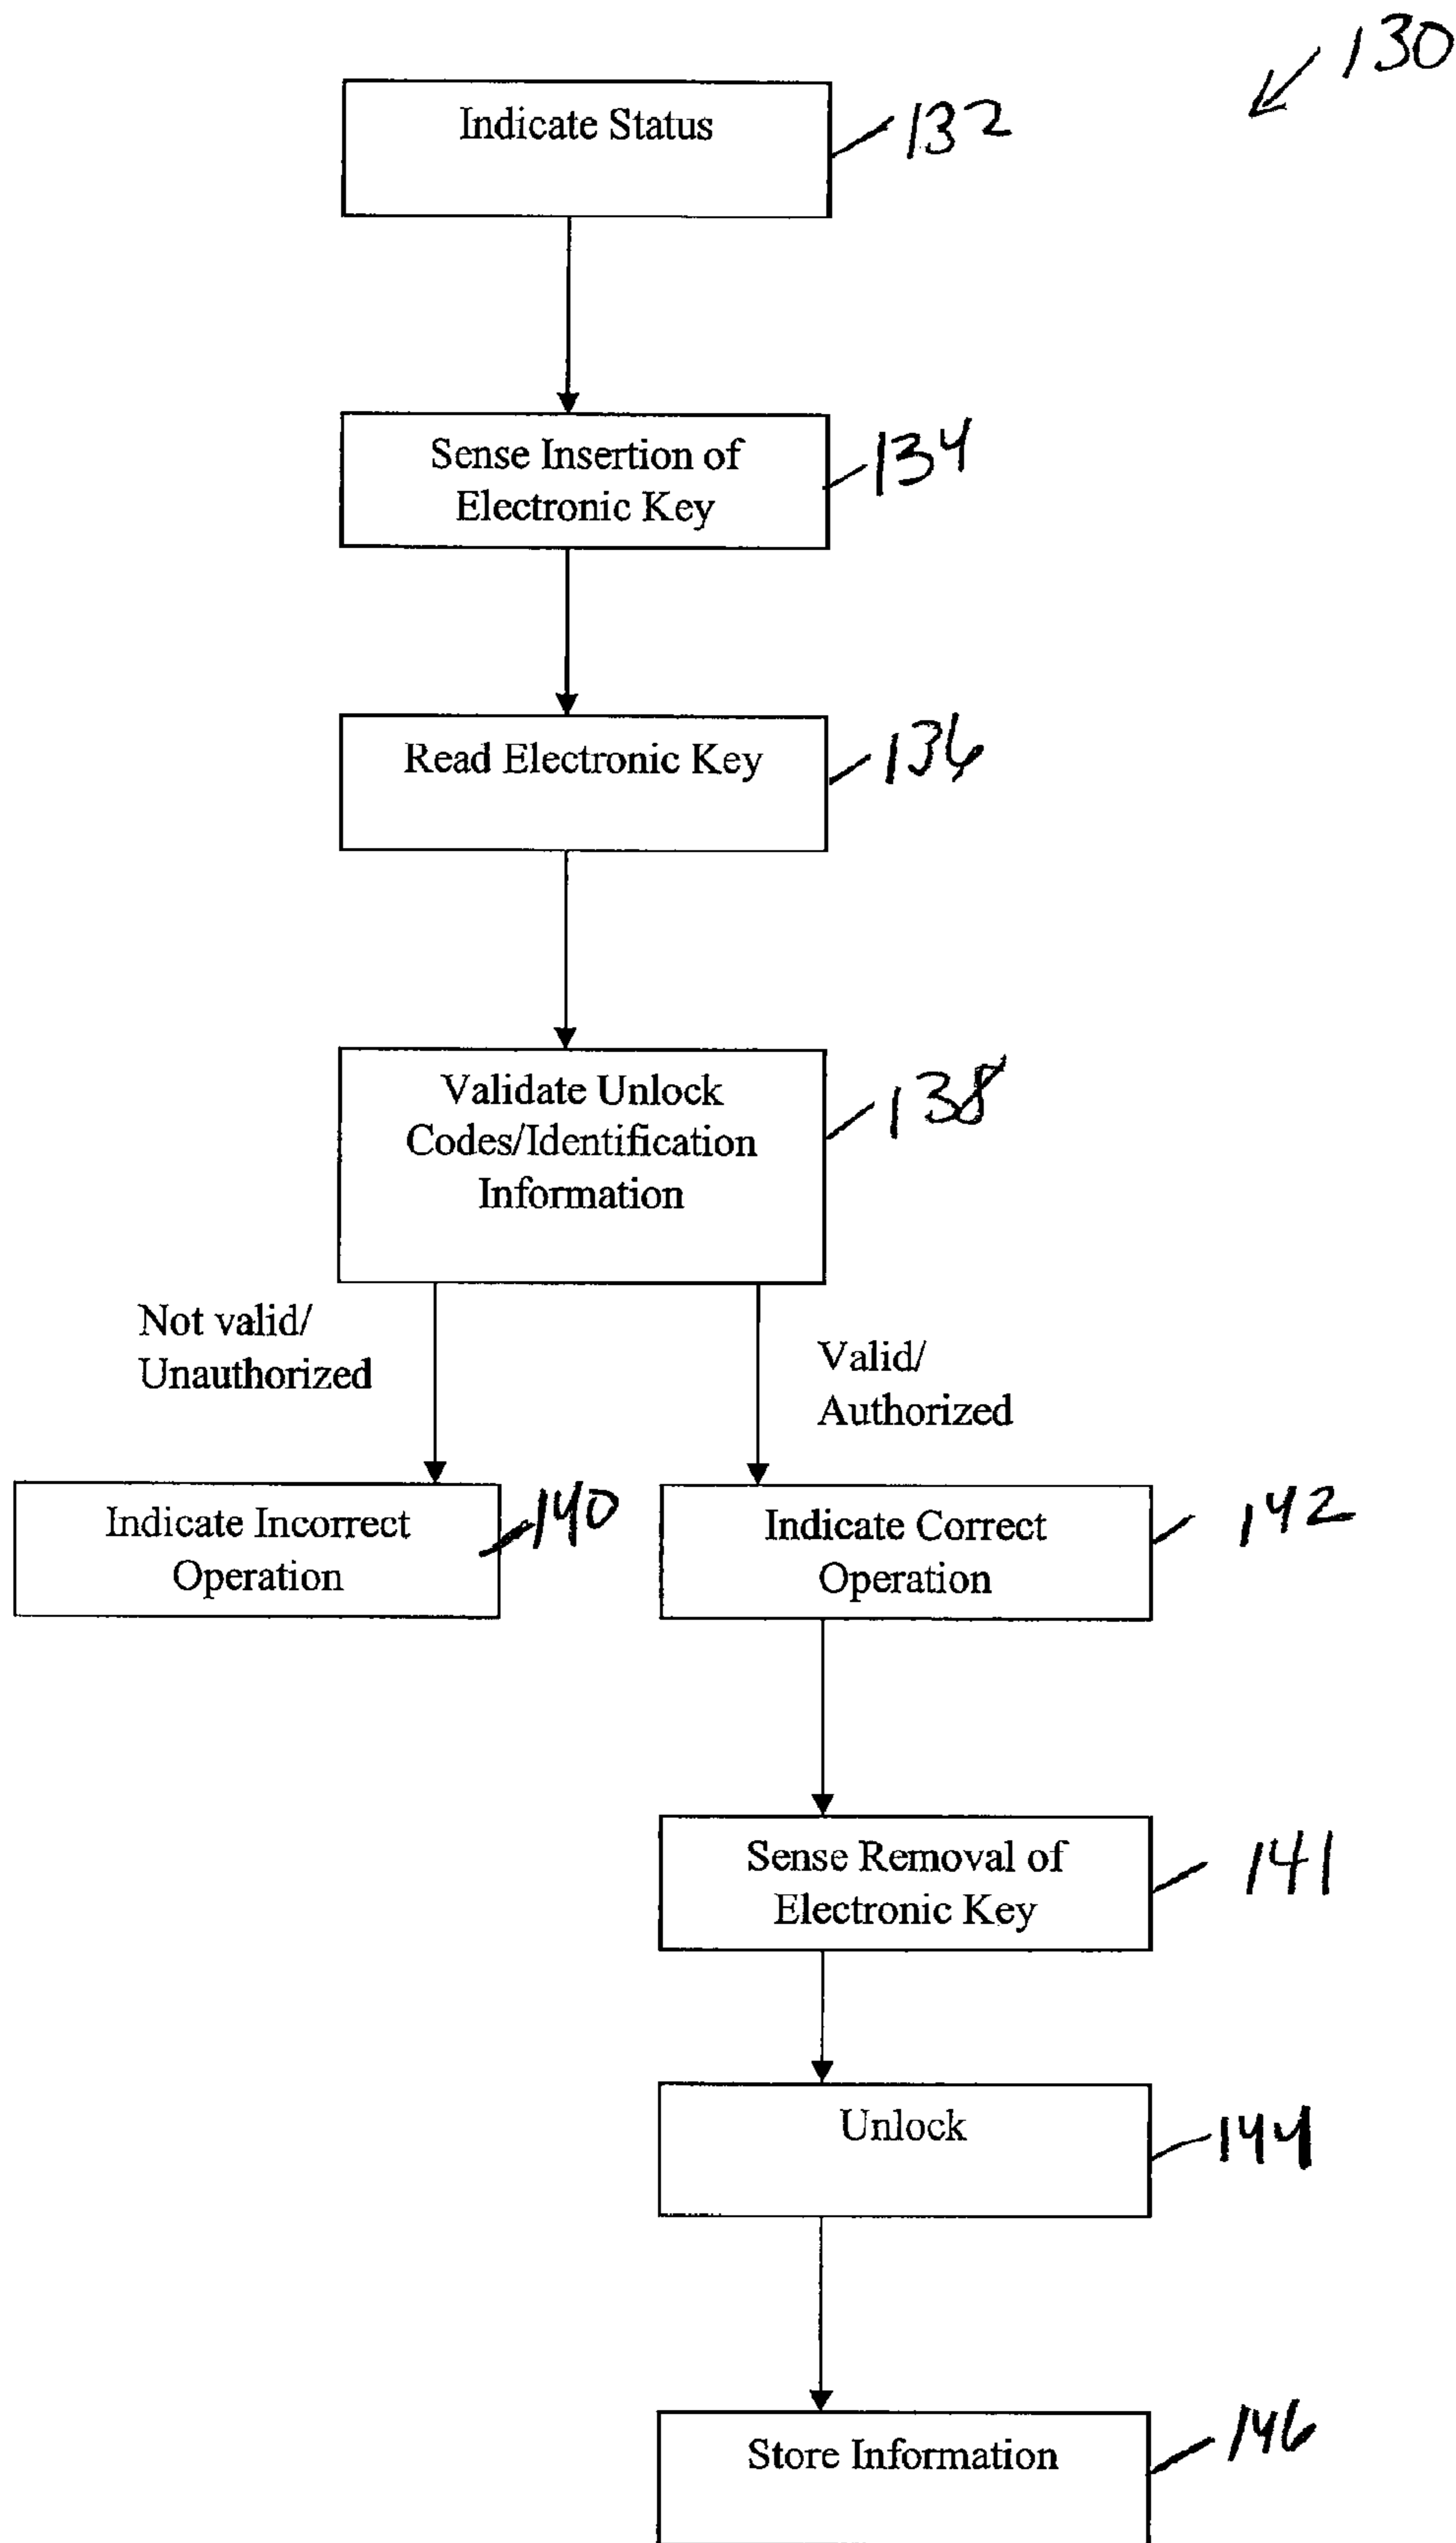 130
Indicate Status
132
Sense Insertion of
Electronic Key
134
Read Electronic Key
136
Validate Unlock
Codes/Identification
Information
138
Not valid/
Unauthorized
Valid/
Authorized
Indicate Incorrect
Operation
140
Indicate Correct
Operation
142
Sense Removal of
Electronic Key
141
Unlock
144
Store Information
146